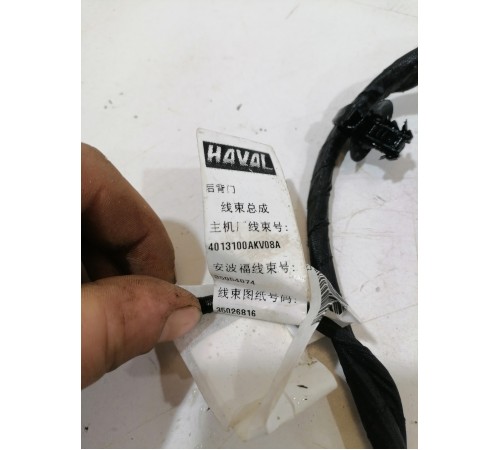 HAVAL
后背门
线束总成
主机厂线束号:
4013100AKV08A
安波福线束号:
线束图纸号码:
35026816